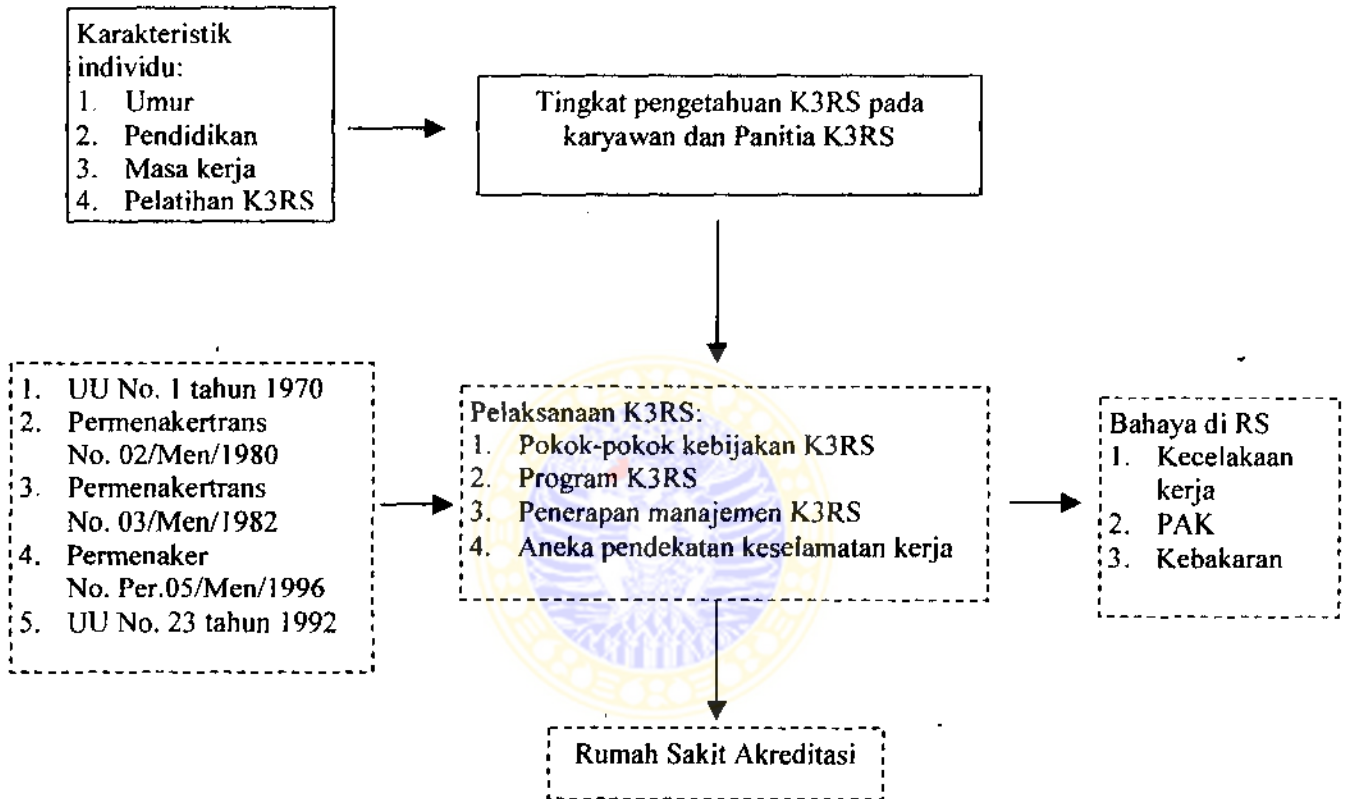 Karakteristik
individu:
1. Umur
2. Pendidikan
3. Masa kerja
4. Pelatihan K3RS
Tingkat pengetahuan K3RS pada
karyawan dan Panitia K3RS
1. UU No. 1 tahun 1970
2. Permenakertrans
No. 02/Men/1980
3. Permenakertrans
No. 03/Men/1982
4. Permenaker
No. Per.05/Men/1996
5. UU No. 23 tahun 1992
Pelaksanaan K3RS:
1. Pokok-pokok kebijakan K3RS
2. Program K3RS
3. Penerapan manajemen K3RS
4. Aneka pendekatan keselamatan kerja
Bahaya di RS
1. Kecelakaan
kerja
2. PAK
3. Kebakaran
Rumah Sakit Akreditasi